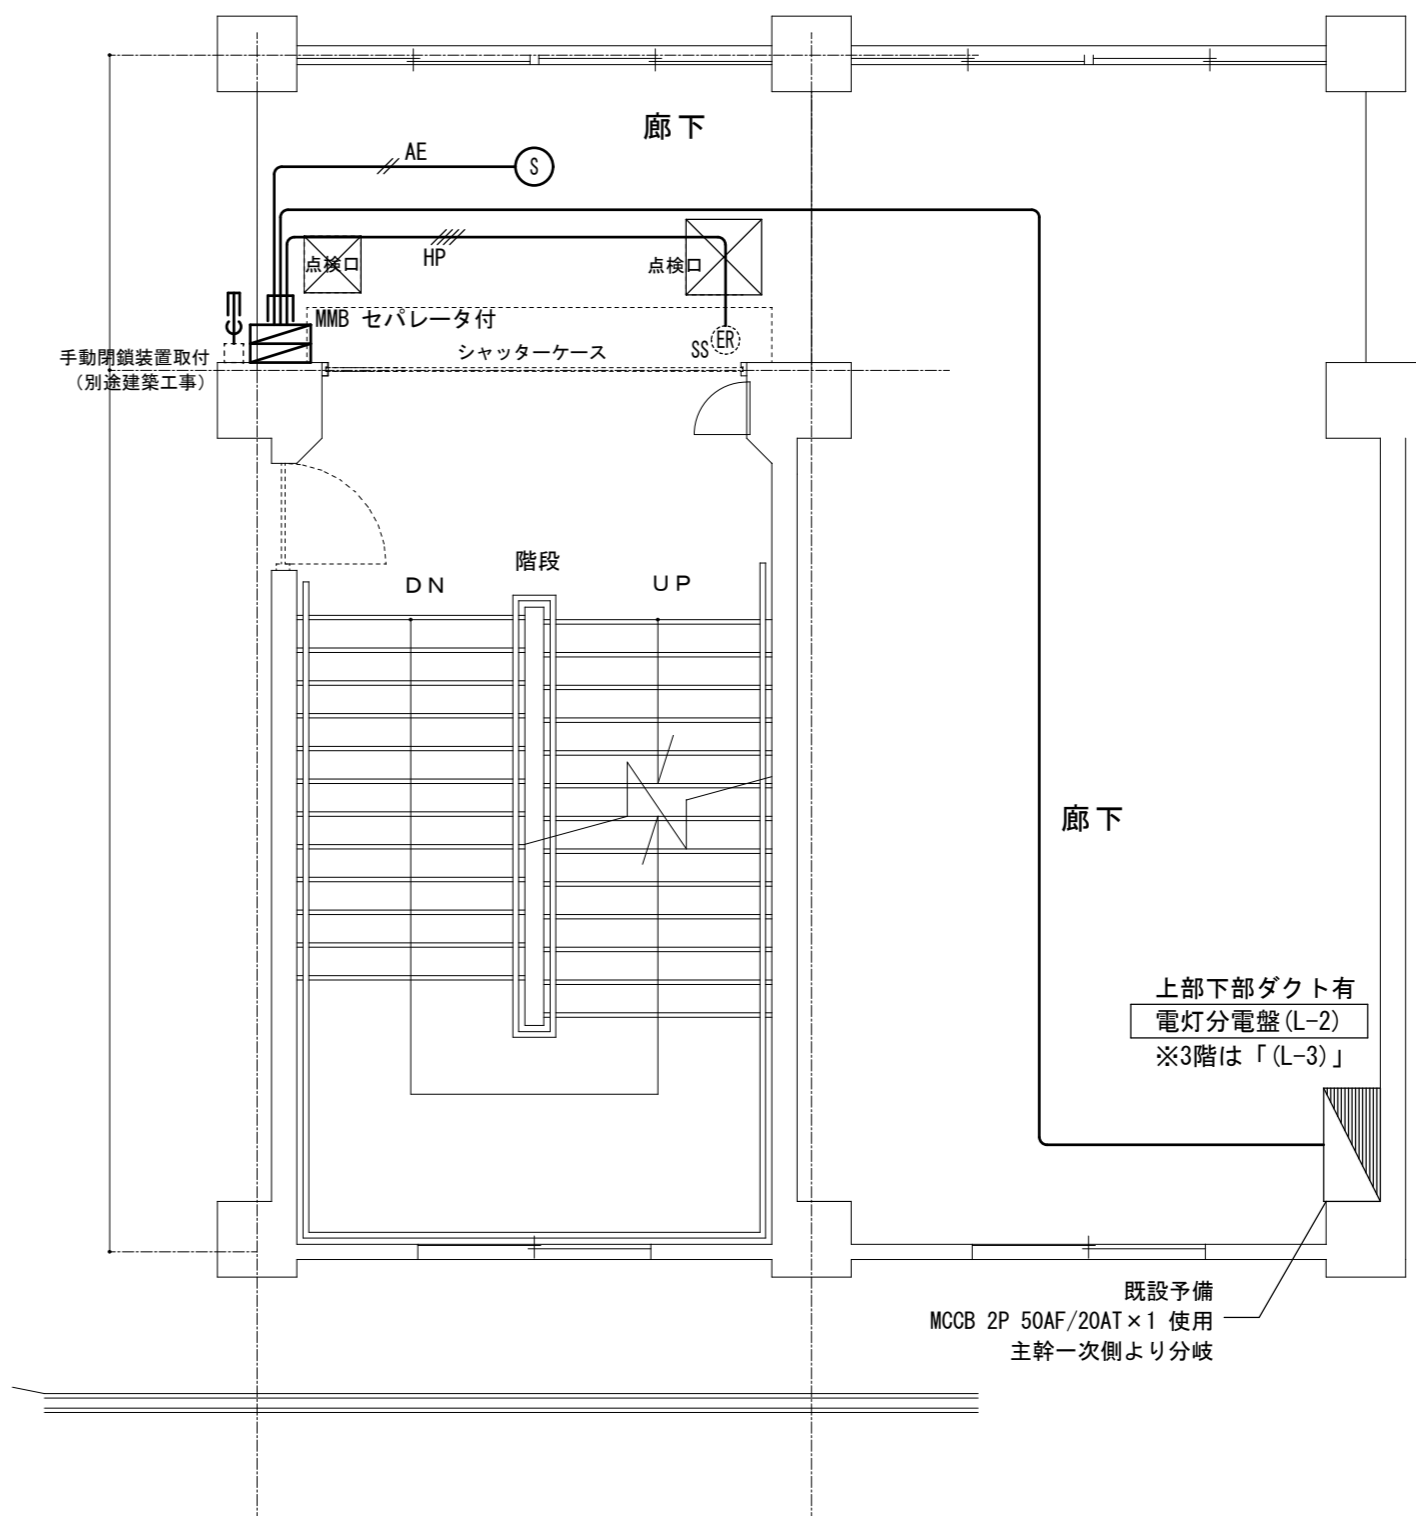 廊下
AE
S
HP
点検口
点検口
MMB セパレータ付
SS
ER
シャッターケース
手動閉鎖装置取付
(別途建築工事)
階段
DN
UP
廊下
上部下部ダクト有
電灯分電盤(L-2)
※3階は「(L-3)」
既設予備
MCCB 2P 50AF/20AT×1 使用
主幹一次側より分岐